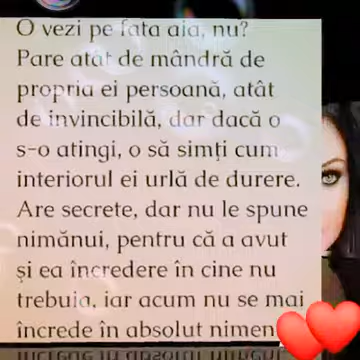 O vezi pe fata aia, nu?
Pare atât de mândră de
propria ei persoană, atât
de invincibilă, dar dacă o
s-o atingi, o să simți cum
interiorul ei urlă de durere.
Are secrete, dar nu le spune
nimănui, pentru că a avut
și ea încredere în cine nu
trebuia, iar acum nu se mai
încrede în absolut nimen